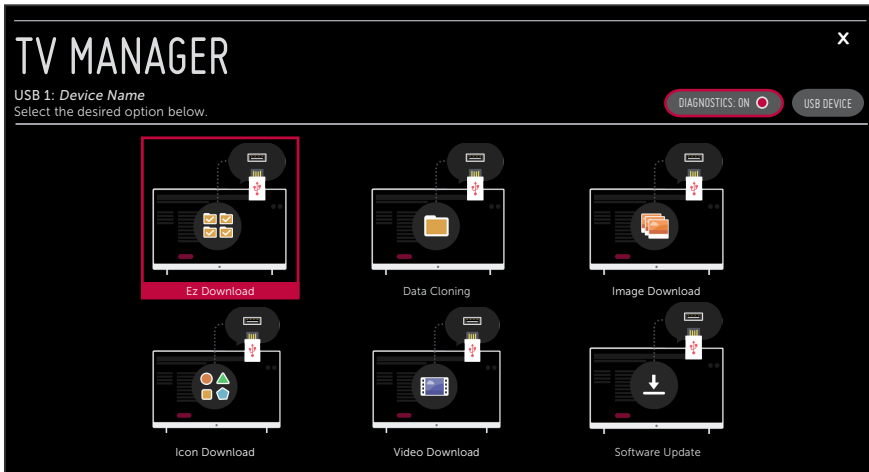 X
TV MANAGER
USB 1: Device Name
Select the desired option below.
DIAGNOSTICS: ON
USB DEVICE
Ez Download
Data Cloning
Image Download
Icon Download
Video Download
Software Update